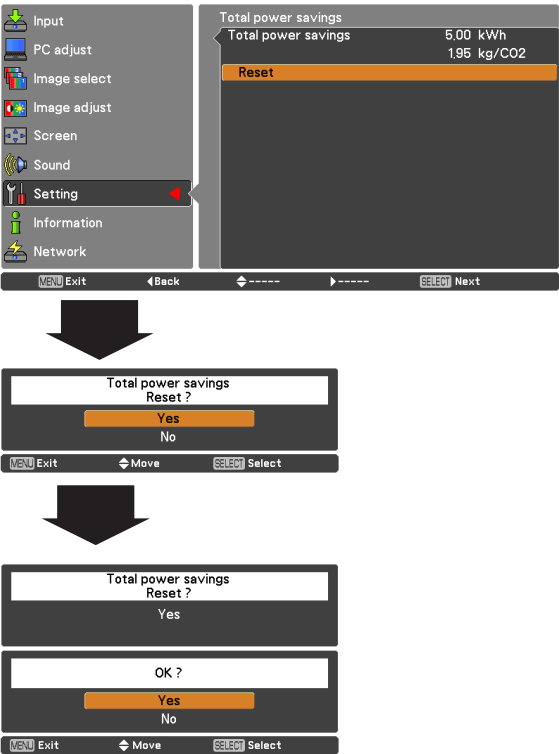 Input
PC adjust
Image select
Image adjust
Screen
Sound
Setting
Information
Network
Total power savings
Total power savings 5.00 kWh
1.95 kg/CO2
Reset
MENU Exit Back ----- ----- SELECT Next
Total power savings
Reset ?
Yes
No
MENU Exit Move SELECT Select
Total power savings
Reset ?
Yes
OK ?
Yes
No
MENU Exit Move SELECT Select